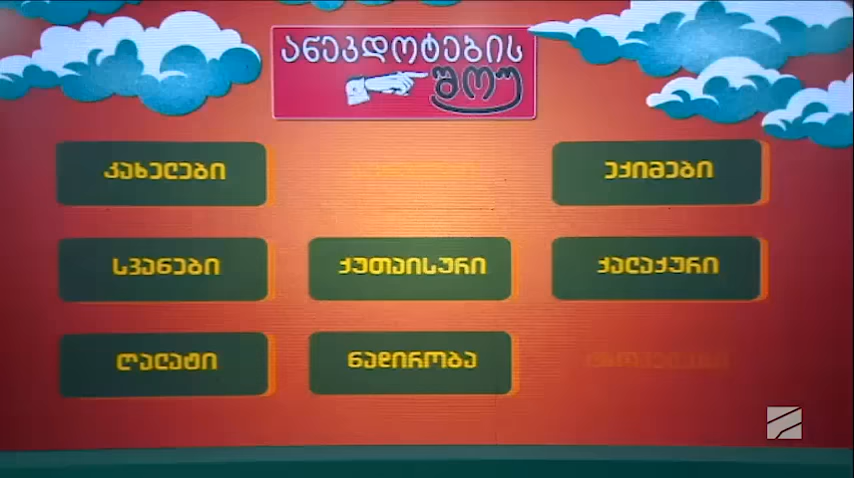 ანეკდოტების
შოუ
კახელები
ექიმები
სვანები
ქუთაისური
ქალაქური
ღალატი
ნადირობა